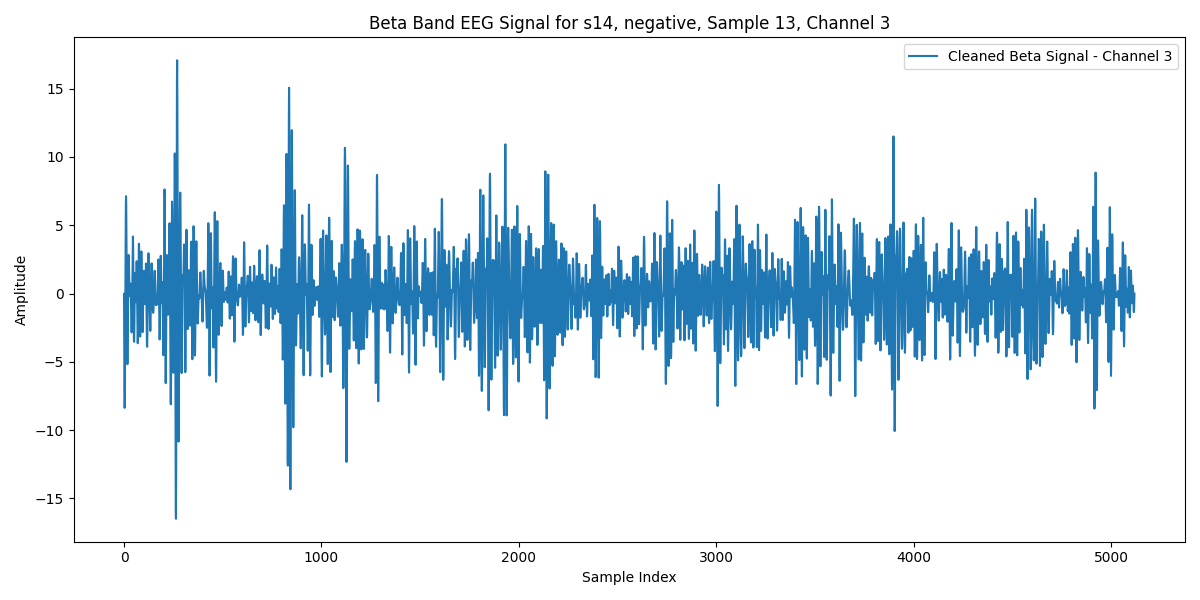 Beta Band EEG Signal for s14, negative, Sample 13, Channel 3
Cleaned Beta Signal - Channel 3
Amplitude
15
10
5
0
−5
−10
−15
0 1000 2000 3000 4000 5000
Sample Index